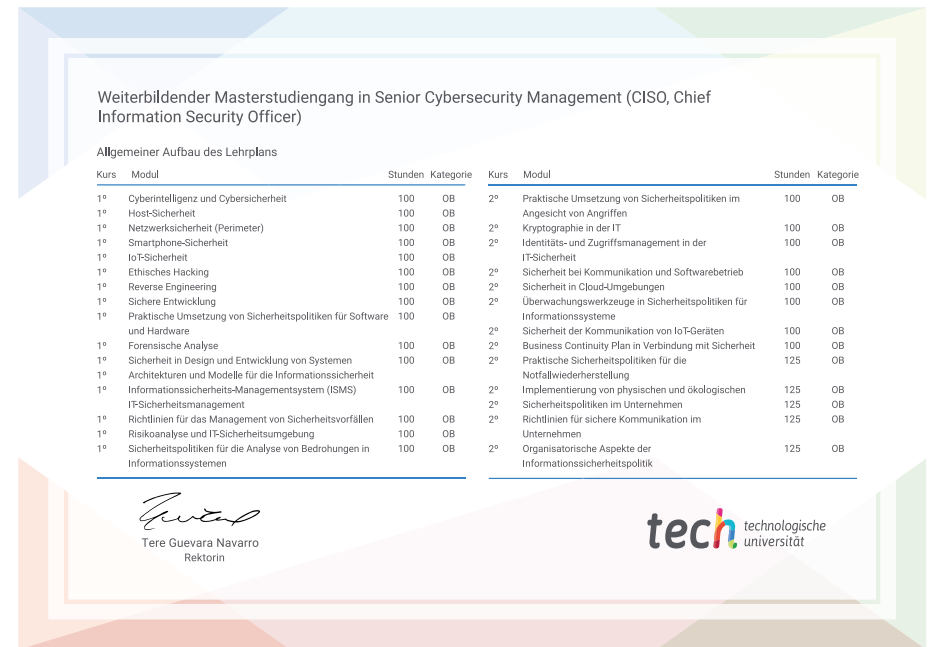 Weiterbildender Masterstudiengang in Senior Cybersecurity Management (CISO, Chief
Information Security Officer)
Allgemeiner Aufbau des Lehrplans
Kurs Modul Stunden Kategorie
1º Cyberintelligenz und Cybersicherheit 100 OB
1º Host-Sicherheit 100 OB
1º Netzwerksicherheit (Perimeter) 100 OB
1º Smartphone-Sicherheit 100 OB
1º IoT-Sicherheit 100 OB
1º Ethisches Hacking 100 OB
1º Reverse Engineering 100 OB
1º Sichere Entwicklung 100 OB
1º Praktische Umsetzung von Sicherheitspolitiken für Software 100 OB
und Hardware
1º Forensische Analyse 100 OB
1º Sicherheit in Design und Entwicklung von Systemen 100 OB
1º Architekturen und Modelle für die Informationssicherheit
1º Informationssicherheits-Managementsystem (ISMS) 100 OB
IT-Sicherheitsmanagement
1º Richtlinien für das Management von Sicherheitsvorfällen 100 OB
1º Risikoanalyse und IT-Sicherheitsumgebung 100 OB
1º Sicherheitspolitiken für die Analyse von Bedrohungen in 100 OB
Informationssystemen
Kurs Modul Stunden Kategorie
2º Praktische Umsetzung von Sicherheitspolitiken im 100 OB
Angesicht von Angriffen
2º Kryptographie in der IT 100 OB
2º Identitäts- und Zugriffsmanagement in der 100 OB
IT-Sicherheit
2º Sicherheit bei Kommunikation und Softwarebetrieb 100 OB
2º Sicherheit in Cloud-Umgebungen 100 OB
2º Überwachungswerkzeuge in Sicherheitspolitiken für 100 OB
Informationssysteme
2º Sicherheit der Kommunikation von IoT-Geräten 100 OB
2º Business Continuity Plan in Verbindung mit Sicherheit 100 OB
2º Praktische Sicherheitspolitiken für die 125 OB
Notfallwiederherstellung
2º Implementierung von physischen und ökologischen 125 OB
2º Sicherheitspolitiken im Unternehmen 125 OB
2º Richtlinien für sichere Kommunikation im 125 OB
Unternehmen
2º Organisatorische Aspekte der 125 OB
Informationssicherheitspolitik
Tere Guevara Navarro
Rektorin
tech technologische
universität